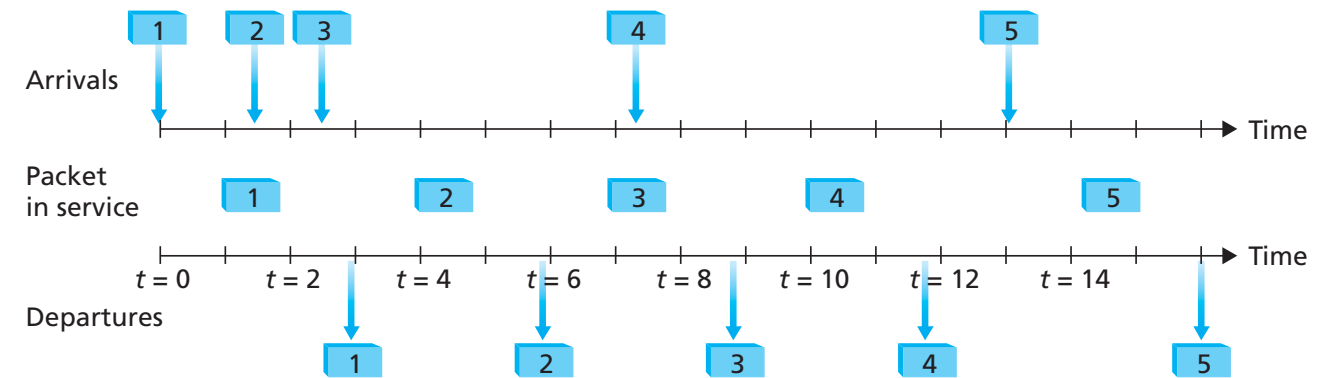 1 2 3 4 5
Arrivals
Time
Packet
in service
1 2 3 4 5
Time
t = 0 t = 2 t = 4 t = 6 t = 8 t = 10 t = 12 t = 14
Departures
1 2 3 4 5